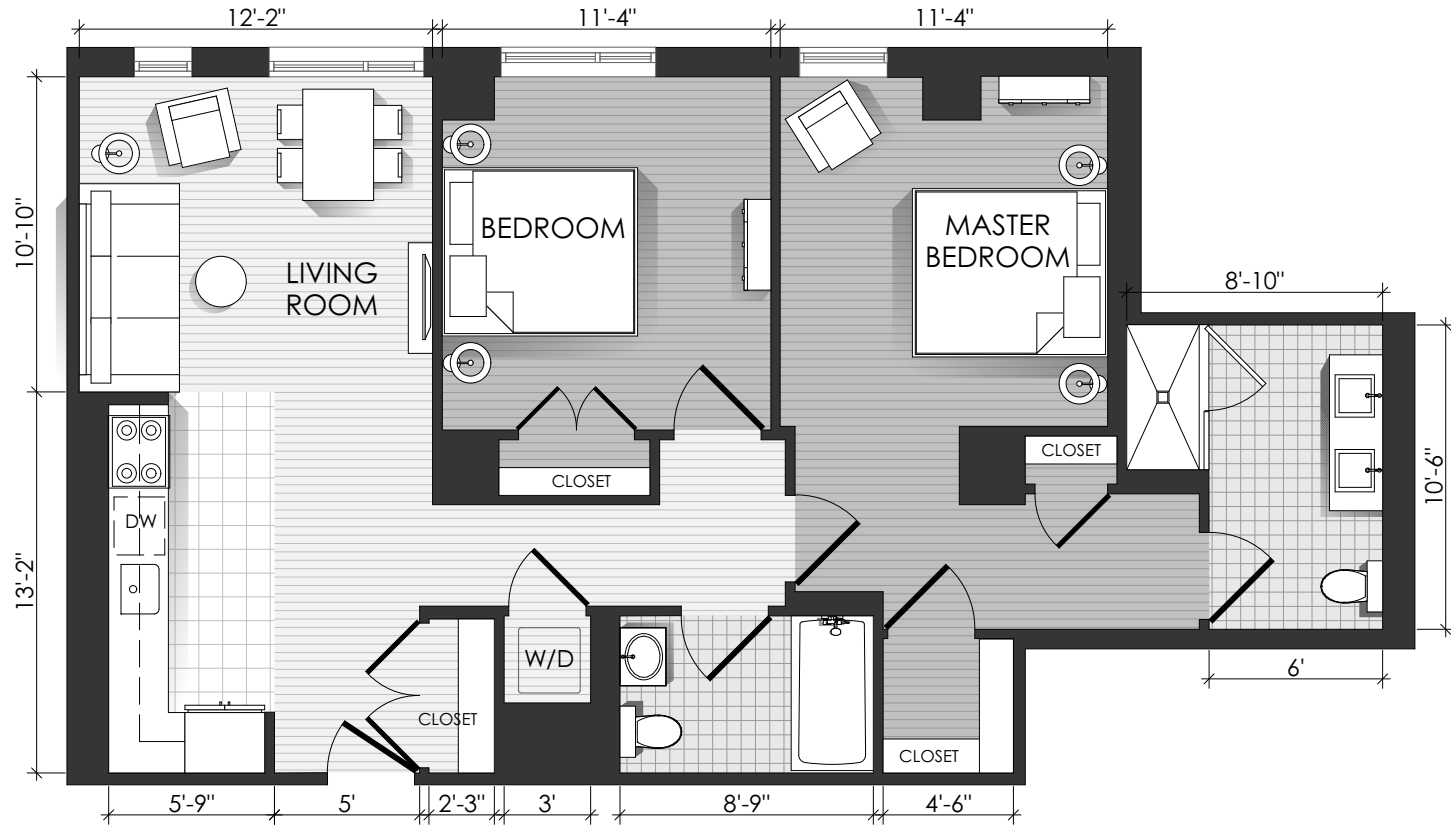 12'-2"
11'-4"
11'-4"
10'-10"
BEDROOM
MASTER
BEDROOM
LIVING
ROOM
8'-10"
CLOSET
CLOSET
10'-6"
DW
13'-2"
W/D
6'
CLOSET
CLOSET
5'-9"
5'
2'-3"
3'
8'-9"
4'-6"